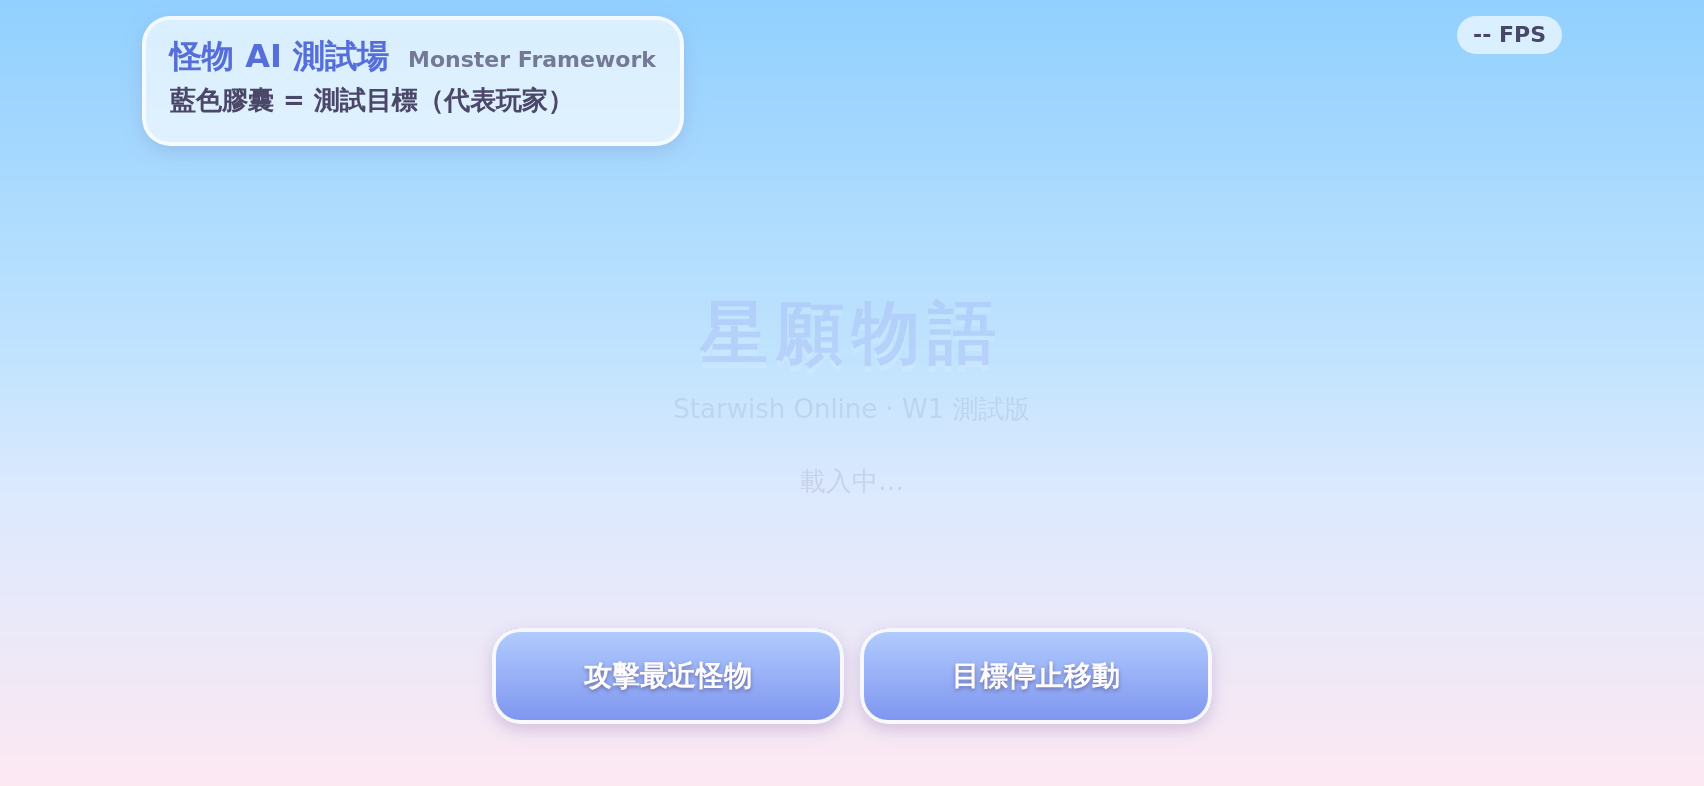 怪物 AI 測試場 Monster Framework
藍色膠囊 = 測試目標（代表玩家）
-- FPS
星願物語
Starwish Online · W1 測試版
載入中…
攻擊最近怪物
目標停止移動